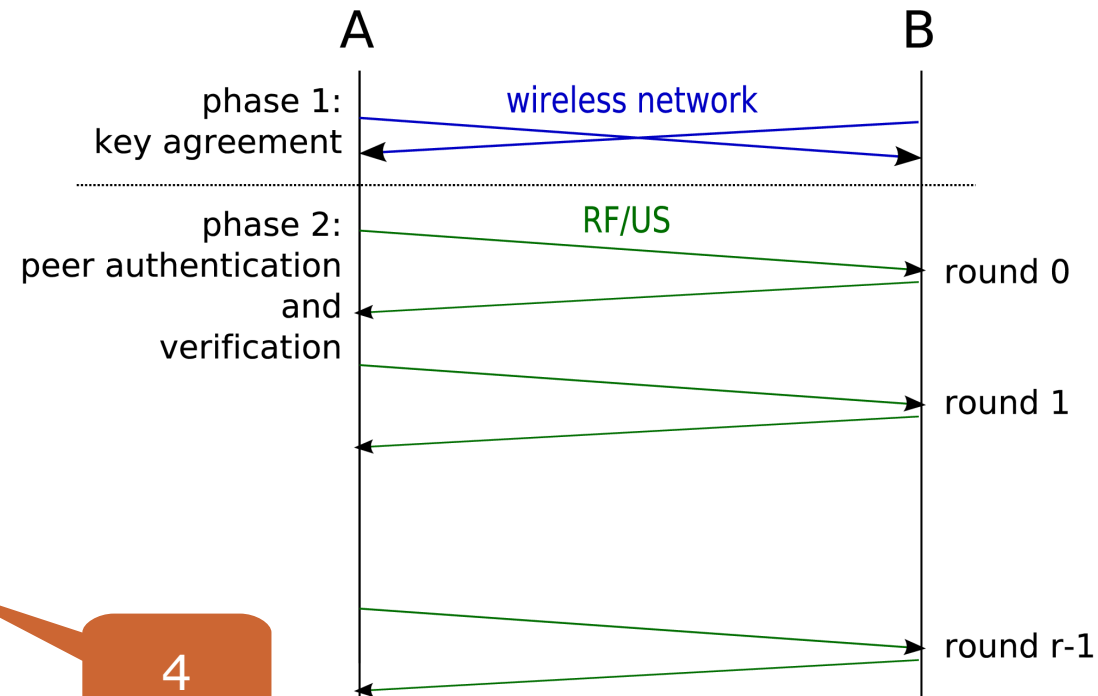 A
B
phase 1:
key agreement
wireless network
phase 2:
peer authentication
and
verification
RF/US
round 0
round 1
round r-1
4